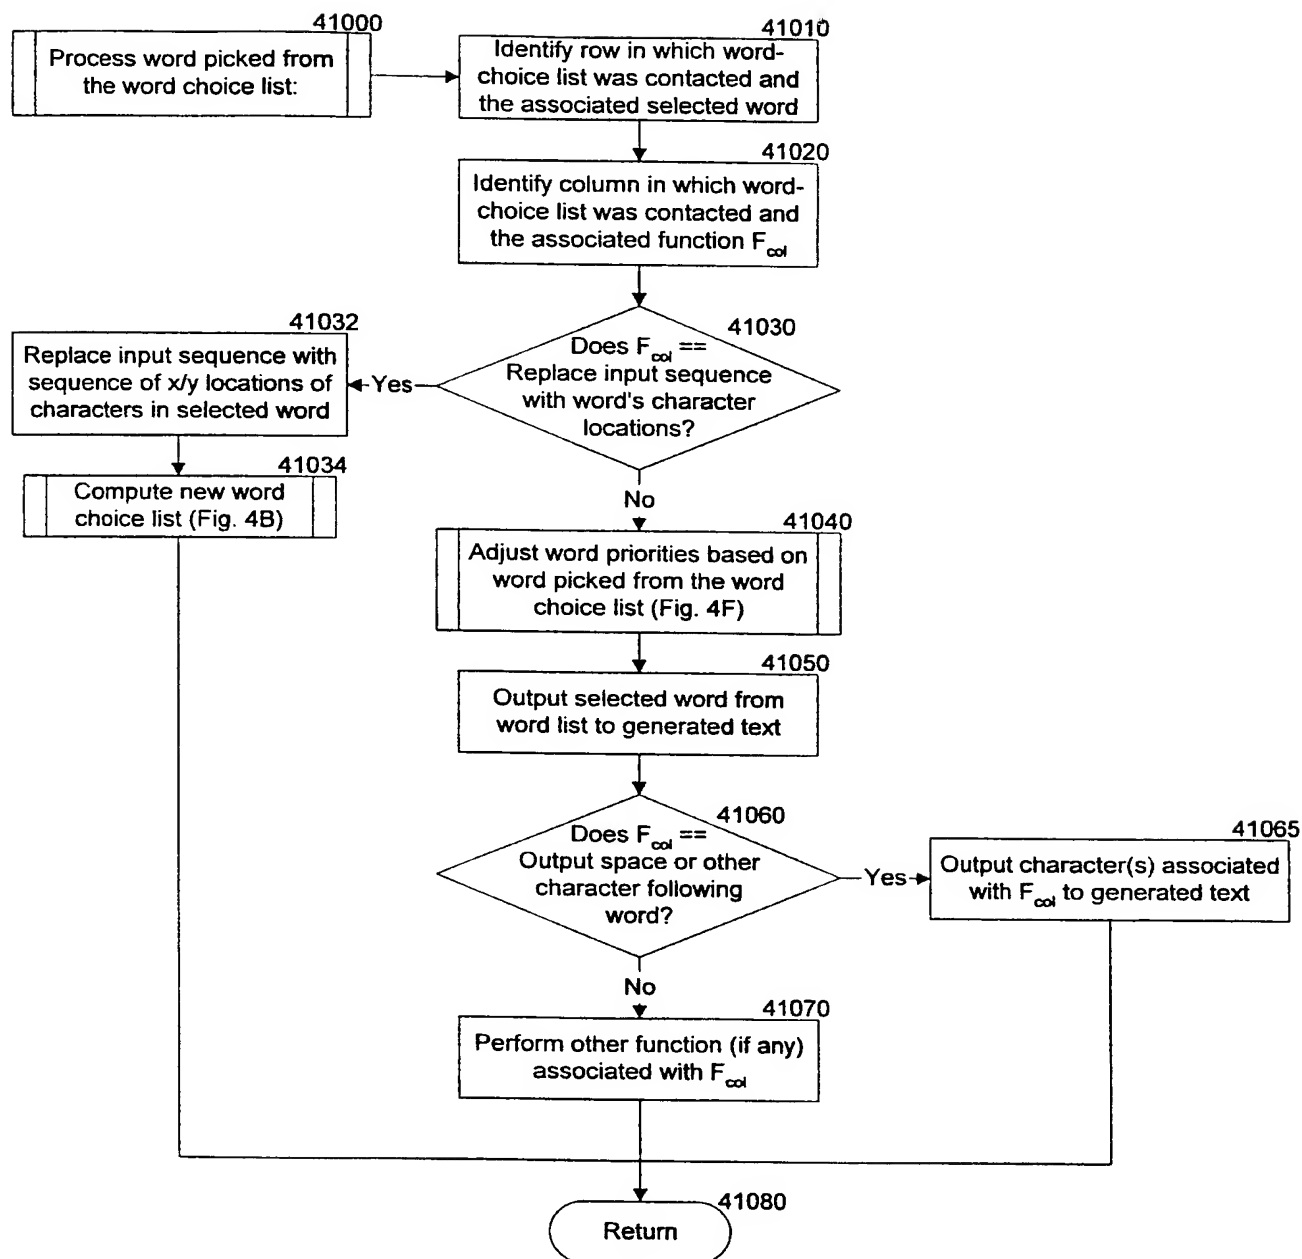 41000
Process word picked from
the word choice list:
41010
Identify row in which word-
choice list was contacted and
the associated selected word
41020
Identify column in which word-
choice list was contacted and
the associated function Fcol
41030
Does Fcol ==
Replace input sequence
with word's character
locations?
Yes
41032
Replace input sequence with
sequence of x/y locations of
characters in selected word
41034
Compute new word
choice list (Fig. 4B)
No
41040
Adjust word priorities based on
word picked from the word
choice list (Fig. 4F)
41050
Output selected word from
word list to generated text
41060
Does Fcol ==
Output space or other
character following
word?
Yes
41065
Output character(s) associated
with Fcol to generated text
No
41070
Perform other function (if any)
associated with Fcol
41080
Return